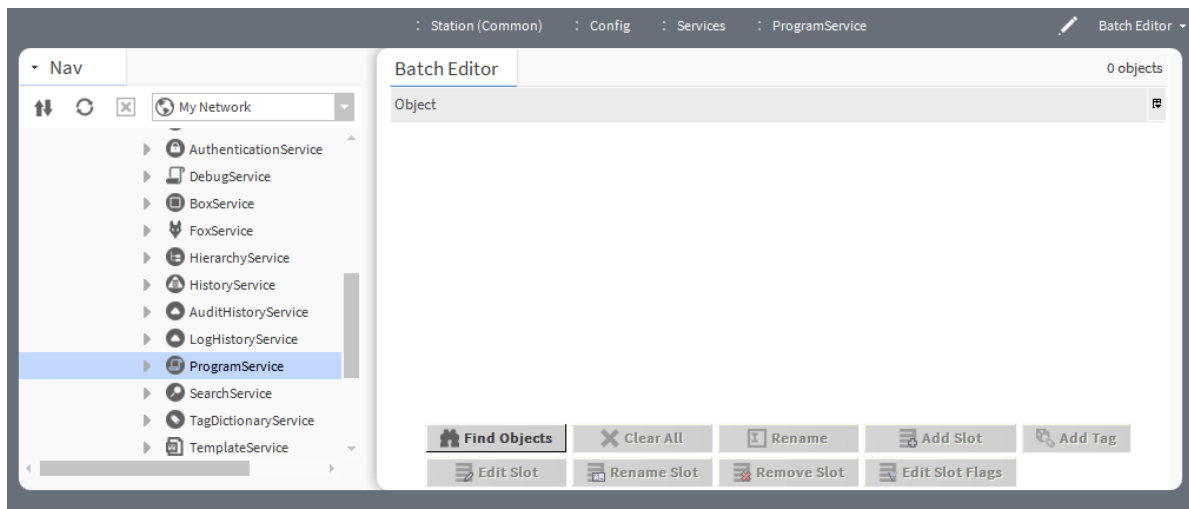 : Station (Common) : Config : Services : ProgramService Batch Editor
Nav
Batch Editor 0 objects
My Network
Object
AuthenticationService
DebugService
BoxService
FoxService
HierarchyService
HistoryService
AuditHistoryService
LogHistoryService
ProgramService
SearchService
TagDictionaryService
TemplateService
Find Objects Clear All Rename Add Slot Add Tag
Edit Slot Rename Slot Remove Slot Edit Slot Flags